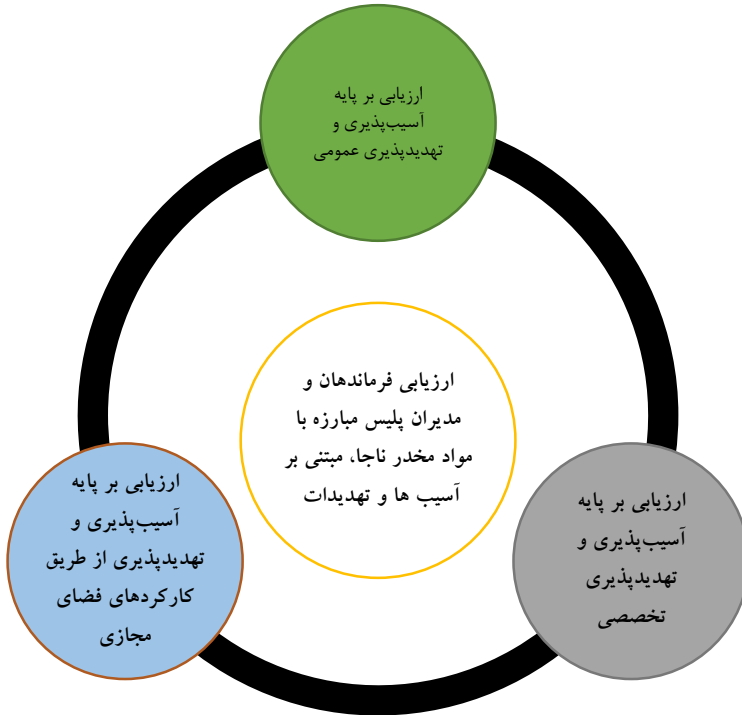 ارزیابی بر پایه
آسیب‌پذیری و
تهدیدپذیری عمومی
ارزیابی فرماندهان و
مدیران پلیس مبارزه با
مواد مخدر ناجا، مبتنی بر
آسیب ها و تهدیدات
ارزیابی بر پایه
آسیب‌پذیری و
تهدیدپذیری
تخصصی
ارزیابی بر پایه
آسیب‌پذیری و
تهدیدپذیری از طریق
کارکردهای فضای
مجازی